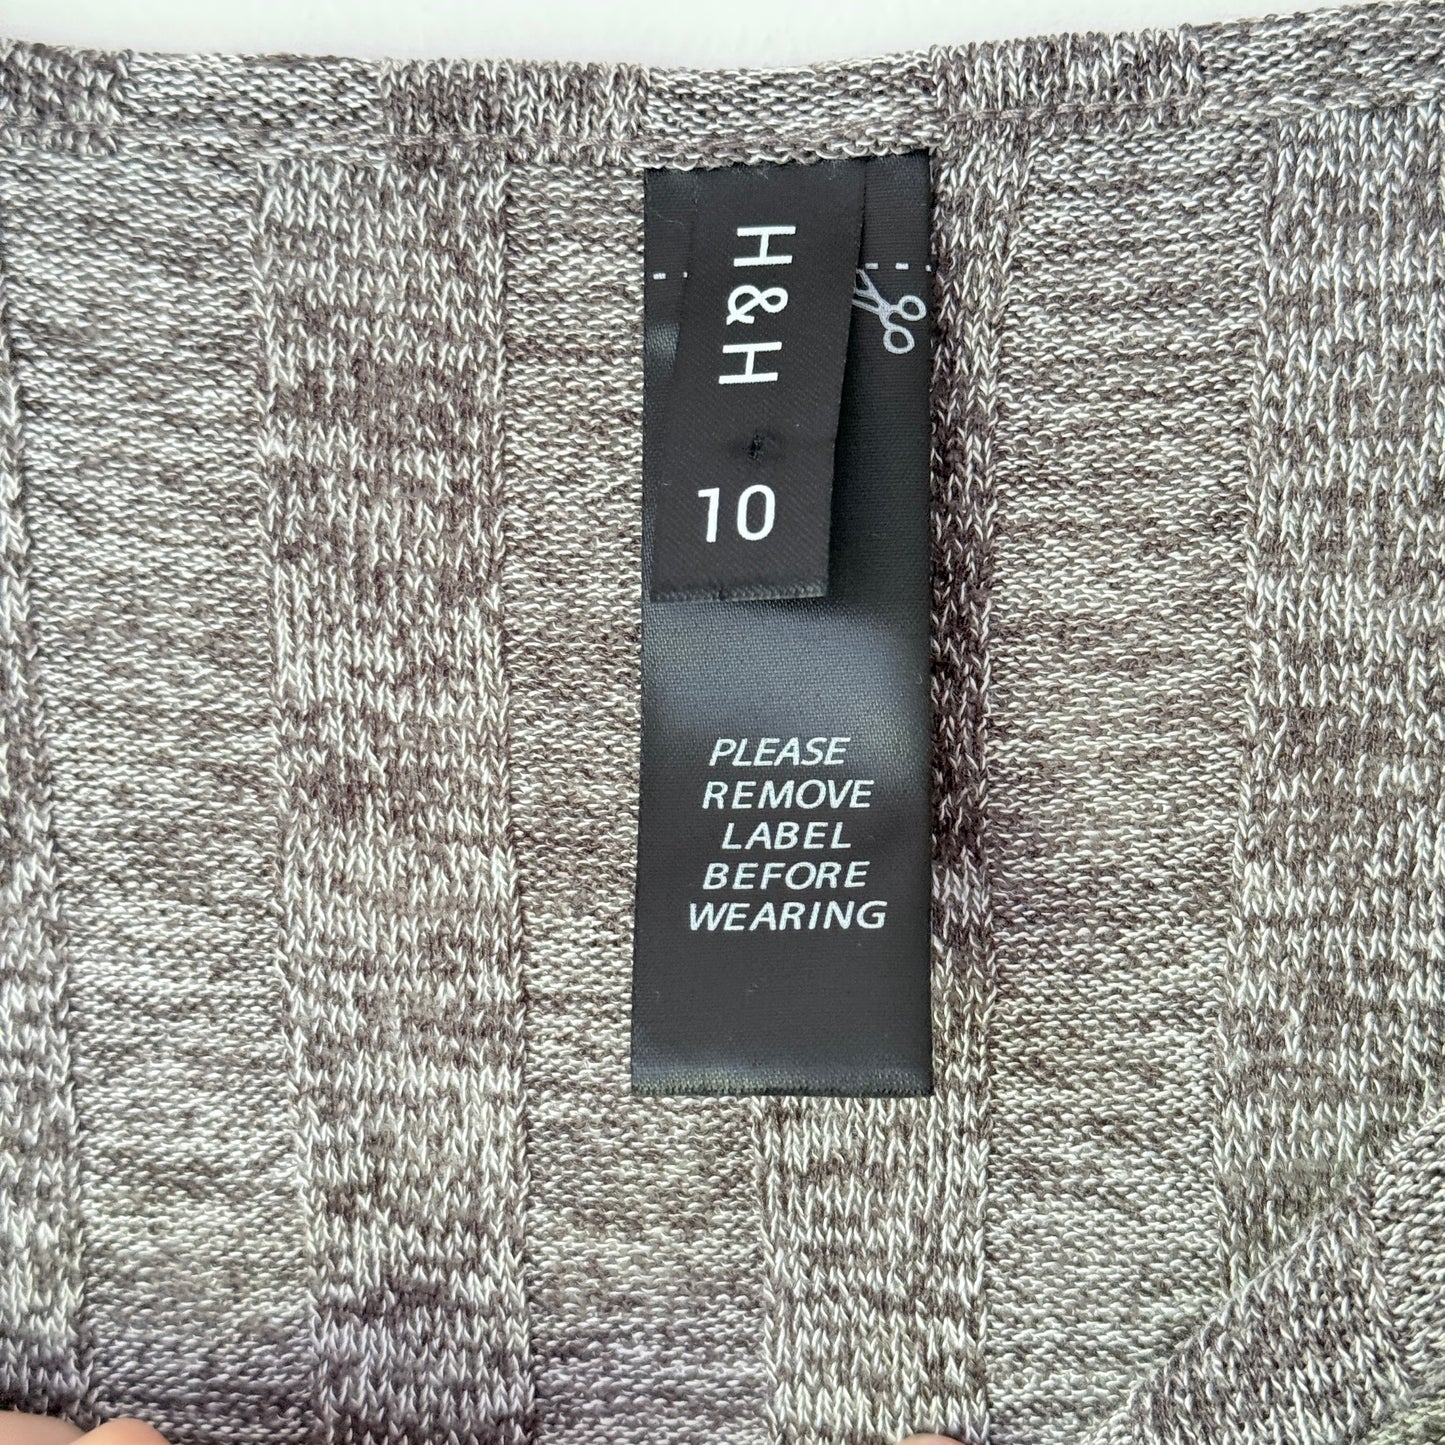 H&H
10
PLEASE
REMOVE
LABEL
BEFORE
WEARING